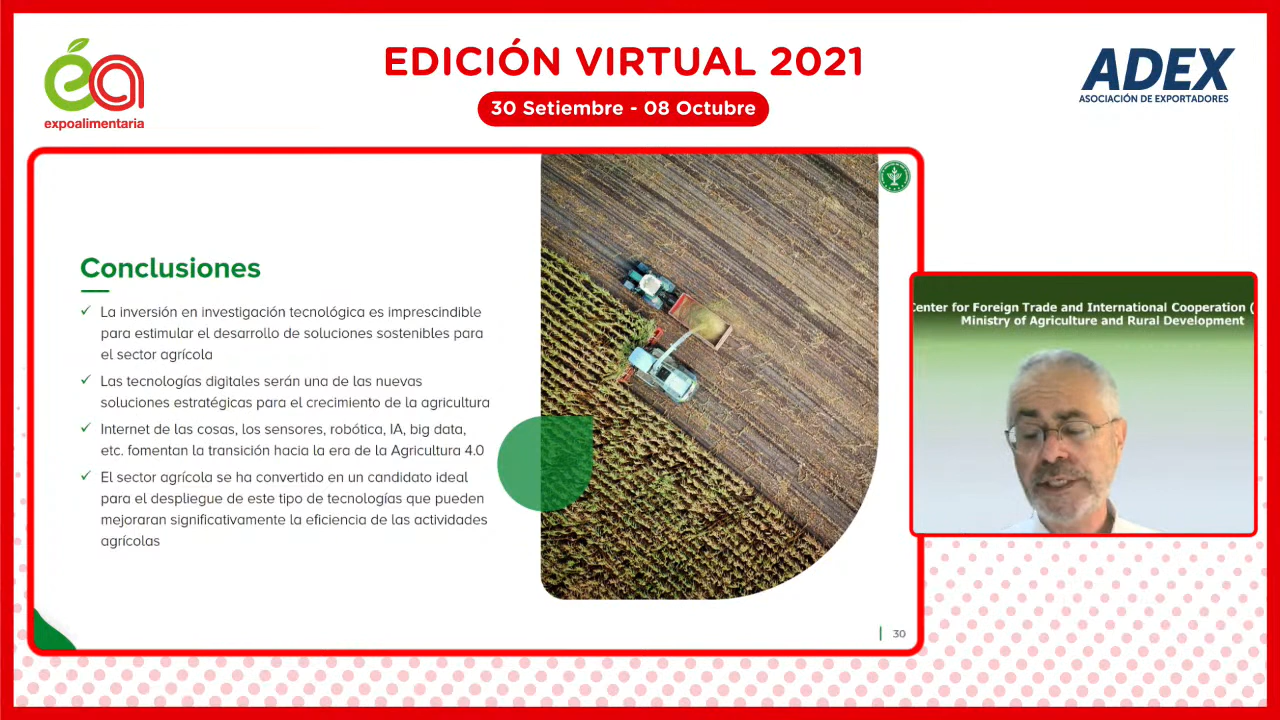 éa
expoalimentaria
EDICIÓN VIRTUAL 2021
30 Setiembre - 08 Octubre
ADEX
ASOCIACIÓN DE EXPORTADORES
Conclusiones
La inversión en investigación tecnológica es imprescindible
para estimular el desarrollo de soluciones sostenibles para
el sector agrícola
Las tecnologías digitales serán una de las nuevas
soluciones estratégicas para el crecimiento de la agricultura
Internet de las cosas, los sensores, robótica, IA, big data,
etc. fomentan la transición hacia la era de la Agricultura 4.0
El sector agrícola se ha convertido en un candidato ideal
para el despliegue de este tipo de tecnologías que pueden
mejoraran significativamente la eficiencia de las actividades
agrícolas
30
Center for Foreign Trade and International Cooperation (
Ministry of Agriculture and Rural Development